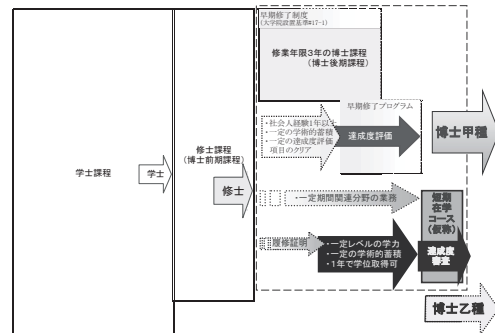 早期修了制度
(大学院設置基準#17-1)
修業年限3年の博士課程
(博士後期課程)
早期修了プログラム
・社会人経験1年以上
・一定の学術的蓄積
・一定の達成度評価
項目のクリア
達成度評価
博士甲種
学士課程
学士
修士課程
(博士前期課程)
修士
・一定期間関連分野の業務
短期
在学
コース
(仮称)
履修証明
・一定レベルの学力
・一定の学術的蓄積
・1年で学位取得可
達成度
審査
博士乙種